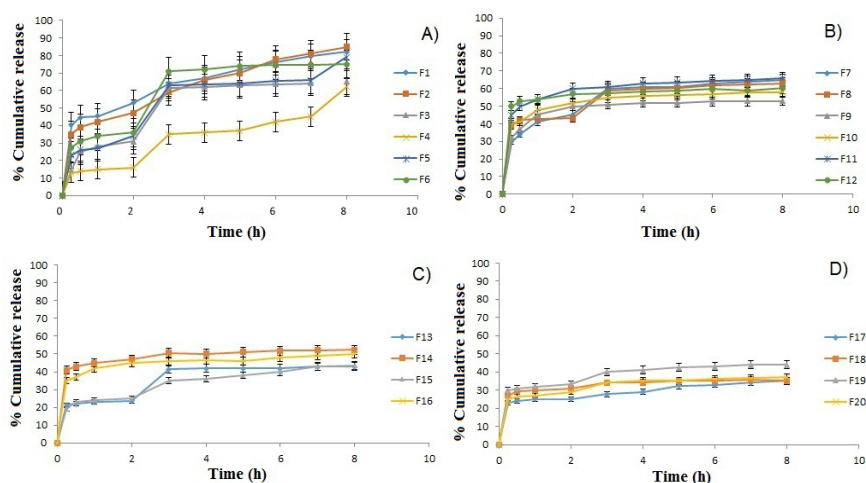 A)
% Cumulative release
100
90
80
70
60
50
40
30
20
10
0
0 2 4 6 8 10
Time (h)
F1
F2
F3
F4
F5
F6
B)
% Cumulative release
100
90
80
70
60
50
40
30
20
10
0
0 2 4 6 8 10
Time (h)
F7
F8
F9
F10
F11
F12
C)
% Cumulative release
100
90
80
70
60
50
40
30
20
10
0
0 2 4 6 8 10
Time (h)
F13
F14
F15
F16
D)
% Cumulative release
100
90
80
70
60
50
40
30
20
10
0
0 2 4 6 8 10
Time (h)
F17
F18
F19
F20